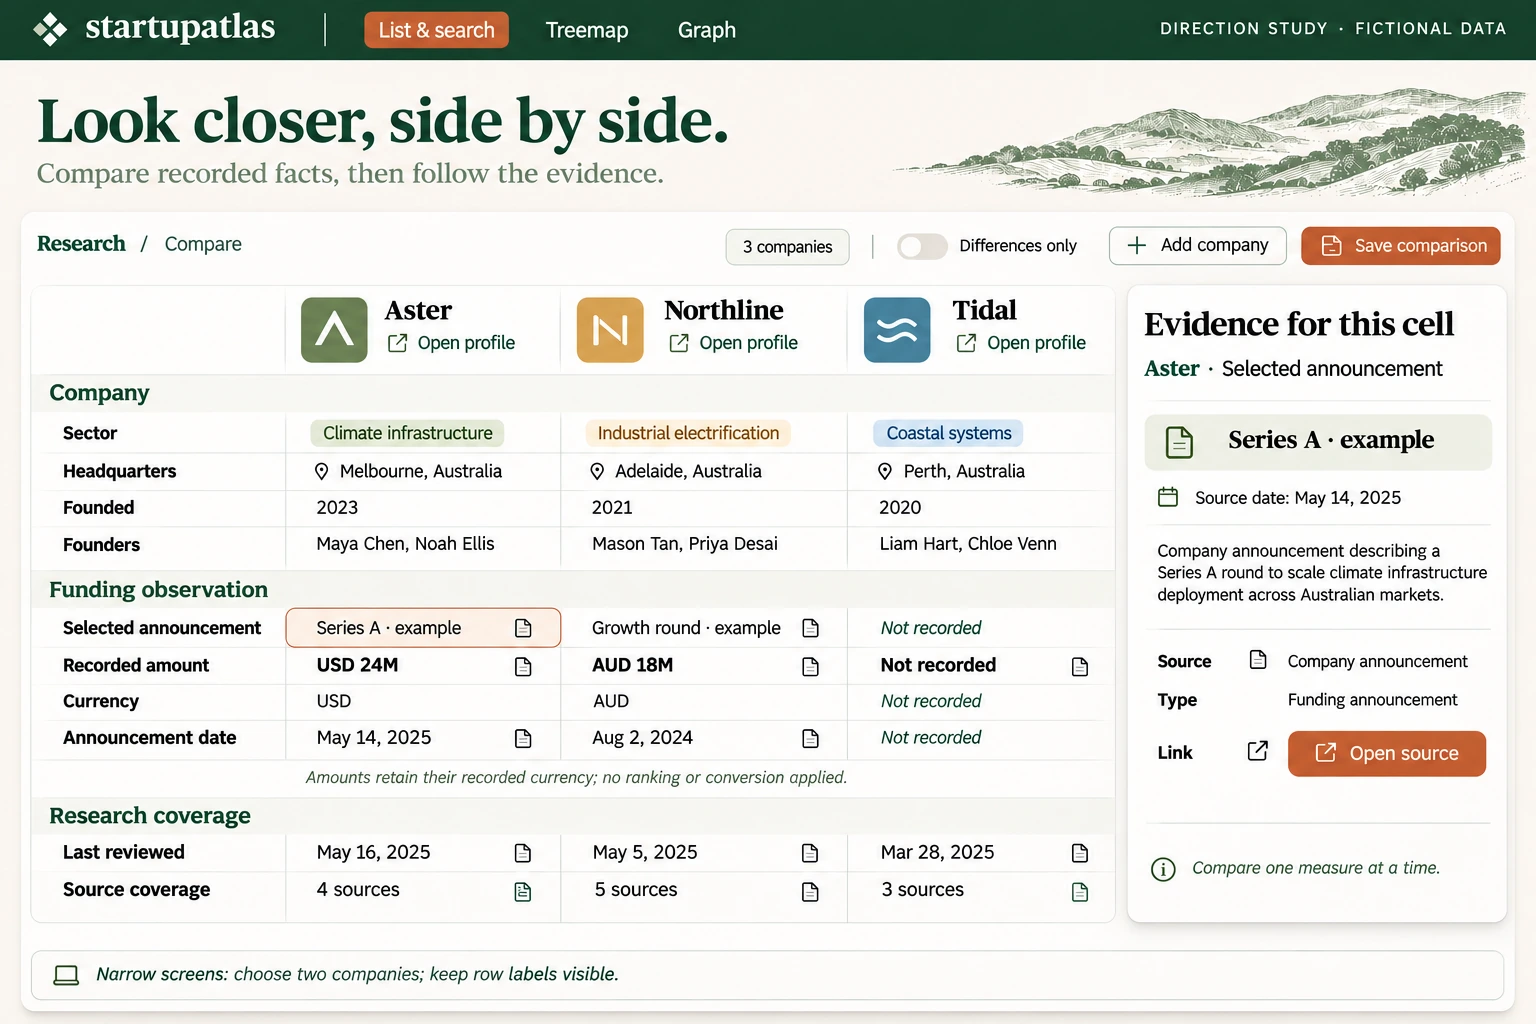 startupatlas
List & search
Treemap
Graph
DIRECTION STUDY · FICTIONAL DATA
Look closer, side by side.
Compare recorded facts, then follow the evidence.
Research / Compare
3 companies
Differences only
Add company
Save comparison
Aster
Open profile
Northline
Open profile
Tidal
Open profile
Company
Sector
Climate infrastructure
Industrial electrification
Coastal systems
Headquarters
Melbourne, Australia
Adelaide, Australia
Perth, Australia
Founded
2023
2021
2020
Founders
Maya Chen, Noah Ellis
Mason Tan, Priya Desai
Liam Hart, Chloe Venn
Funding observation
Selected announcement
Series A · example
Growth round · example
Not recorded
Recorded amount
USD 24M
AUD 18M
Not recorded
Currency
USD
AUD
Not recorded
Announcement date
May 14, 2025
Aug 2, 2024
Not recorded
Amounts retain their recorded currency; no ranking or conversion applied.
Research coverage
Last reviewed
May 16, 2025
May 5, 2025
Mar 28, 2025
Source coverage
4 sources
5 sources
3 sources
Evidence for this cell
Aster · Selected announcement
Series A · example
Source date: May 14, 2025
Company announcement describing a
Series A round to scale climate infrastructure
deployment across Australian markets.
Source
Company announcement
Type
Funding announcement
Link
Open source
Compare one measure at a time.
Narrow screens: choose two companies; keep row labels visible.